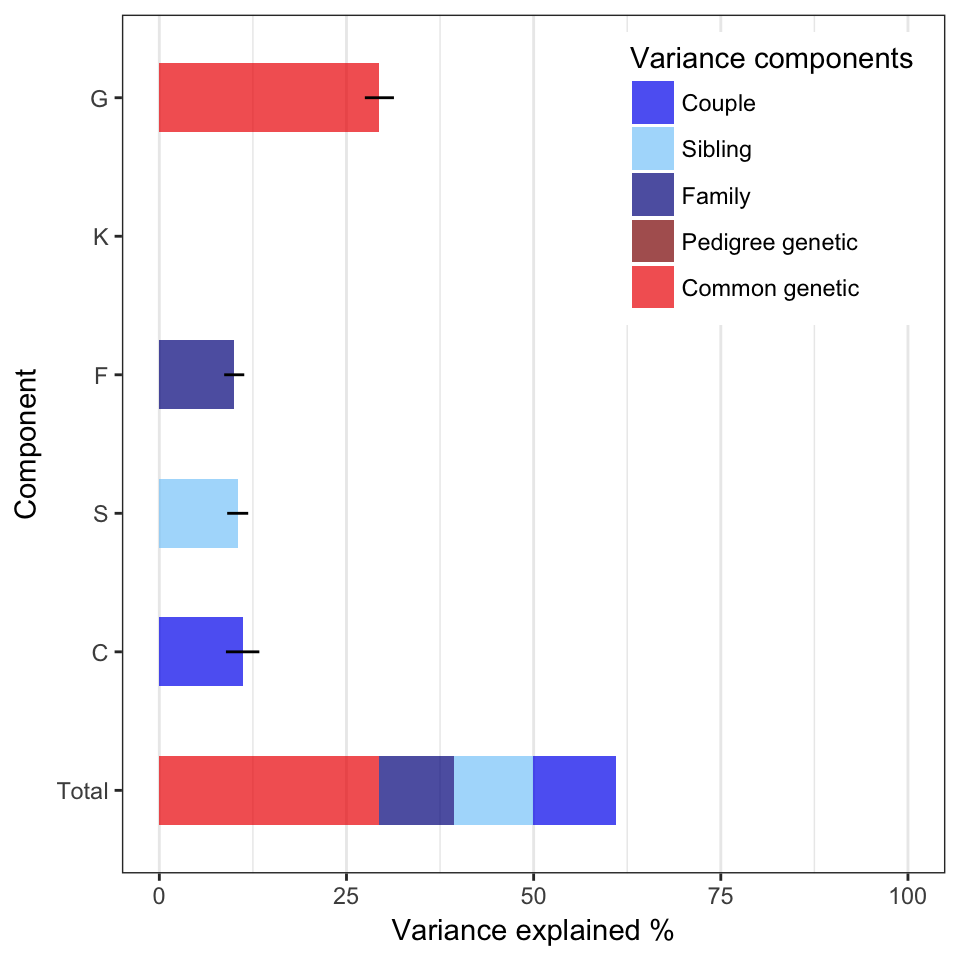 Variance components
Couple
Sibling
Family
Pedigree genetic
Common genetic
Component
G
K
F
S
C
Total
0 25 50 75 100
Variance explained %